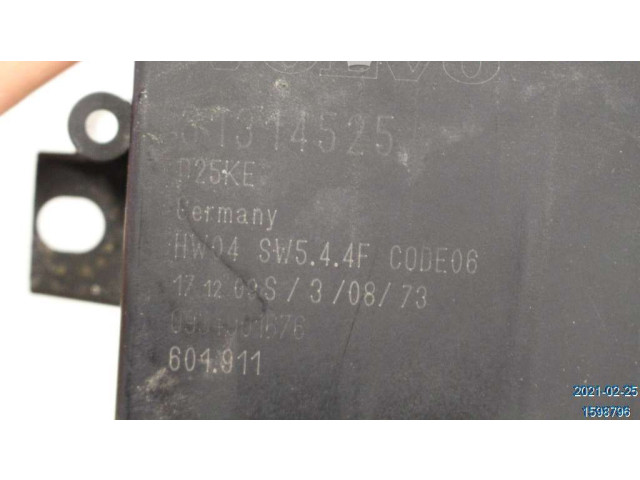 VOLVO
31314525
Germany
HW04 SW5.4.4F CODE06
17.12.09S / 3 / 08 / 73
604.911
2021-02-25
1598796